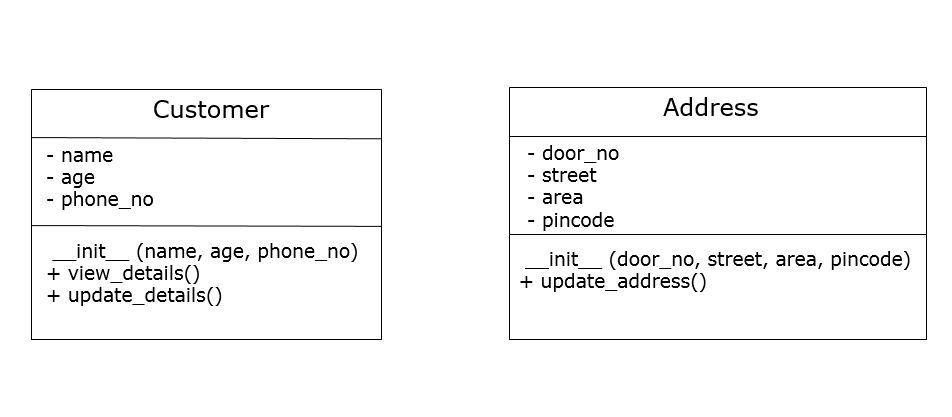 Customer
- name
- age
- phone_no
__init__ (name, age, phone_no)
+ view_details()
+ update_details()
Address
- door_no
- street
- area
- pincode
__init__ (door_no, street, area, pincode)
+ update_address()